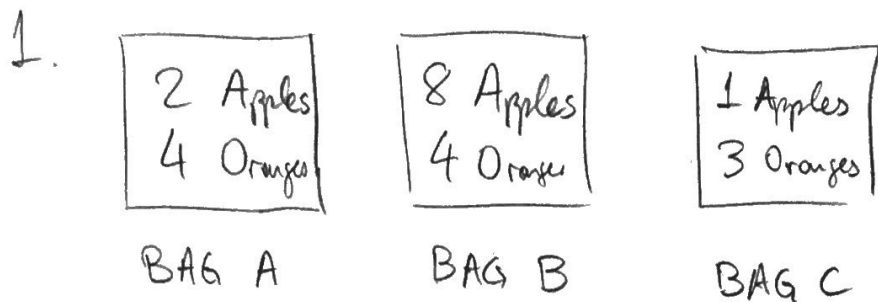 1.
2 Apples
4 Oranges
BAG A
8 Apples
4 Oranges
BAG B
1 Apples
3 Oranges
BAG C